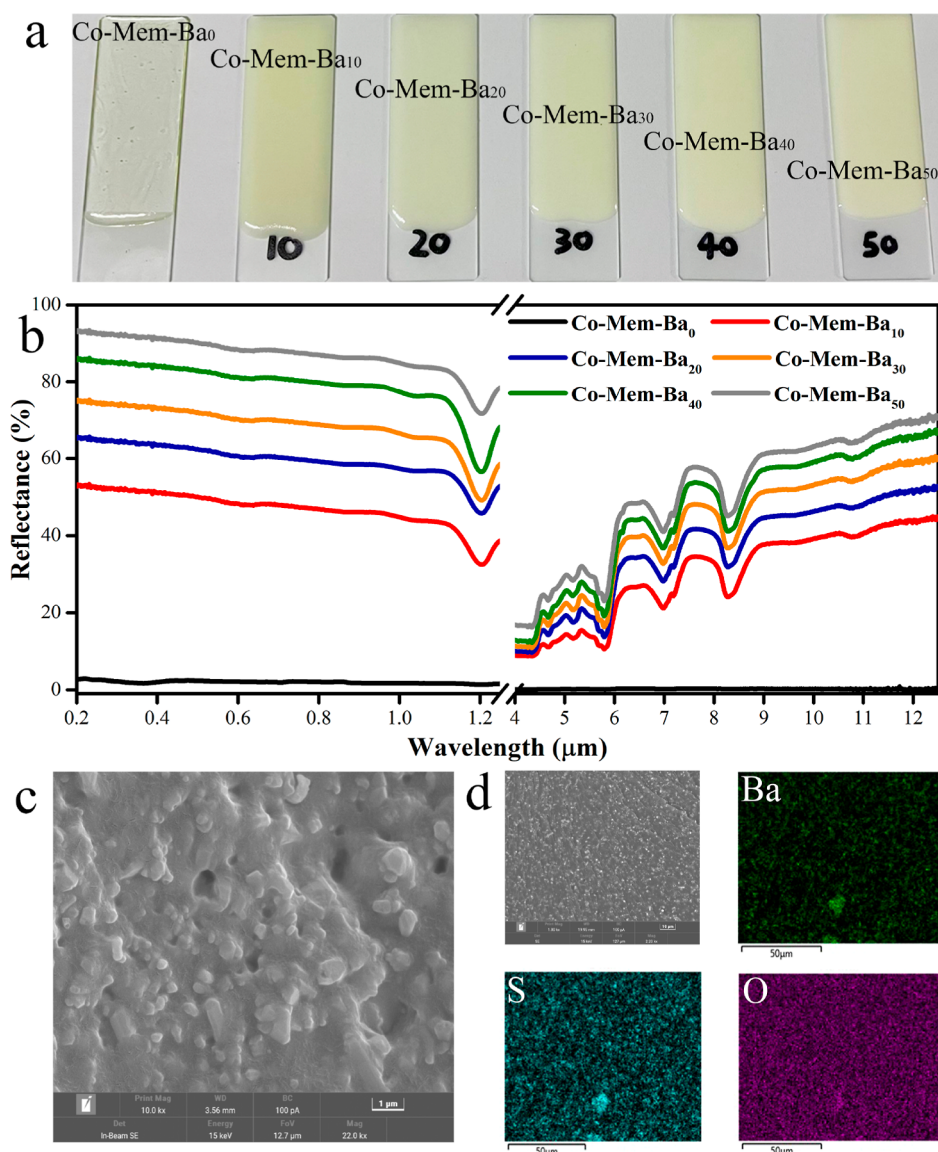 a
Co-Mem-Ba0
Co-Mem-Ba10
Co-Mem-Ba20
Co-Mem-Ba30
Co-Mem-Ba40
Co-Mem-Ba50
10
20
30
40
50
b
Reflectance (%)
100
80
60
40
20
0
Co-Mem-Ba0
Co-Mem-Ba10
Co-Mem-Ba20
Co-Mem-Ba30
Co-Mem-Ba40
Co-Mem-Ba50
0.2 0.4 0.6 0.8 1.0 1.2 4 5 6 7 8 9 10 11 12
Wavelength (μm)
c
Print Mag WD BC
10.0 kx 3.56 mm 100 pA
1 μm
Det Energy FoV Mag
In-Beam SE 15 keV 12.7 μm 22.0 kx
d
Ba
50μm
S
50μm
O
50μm